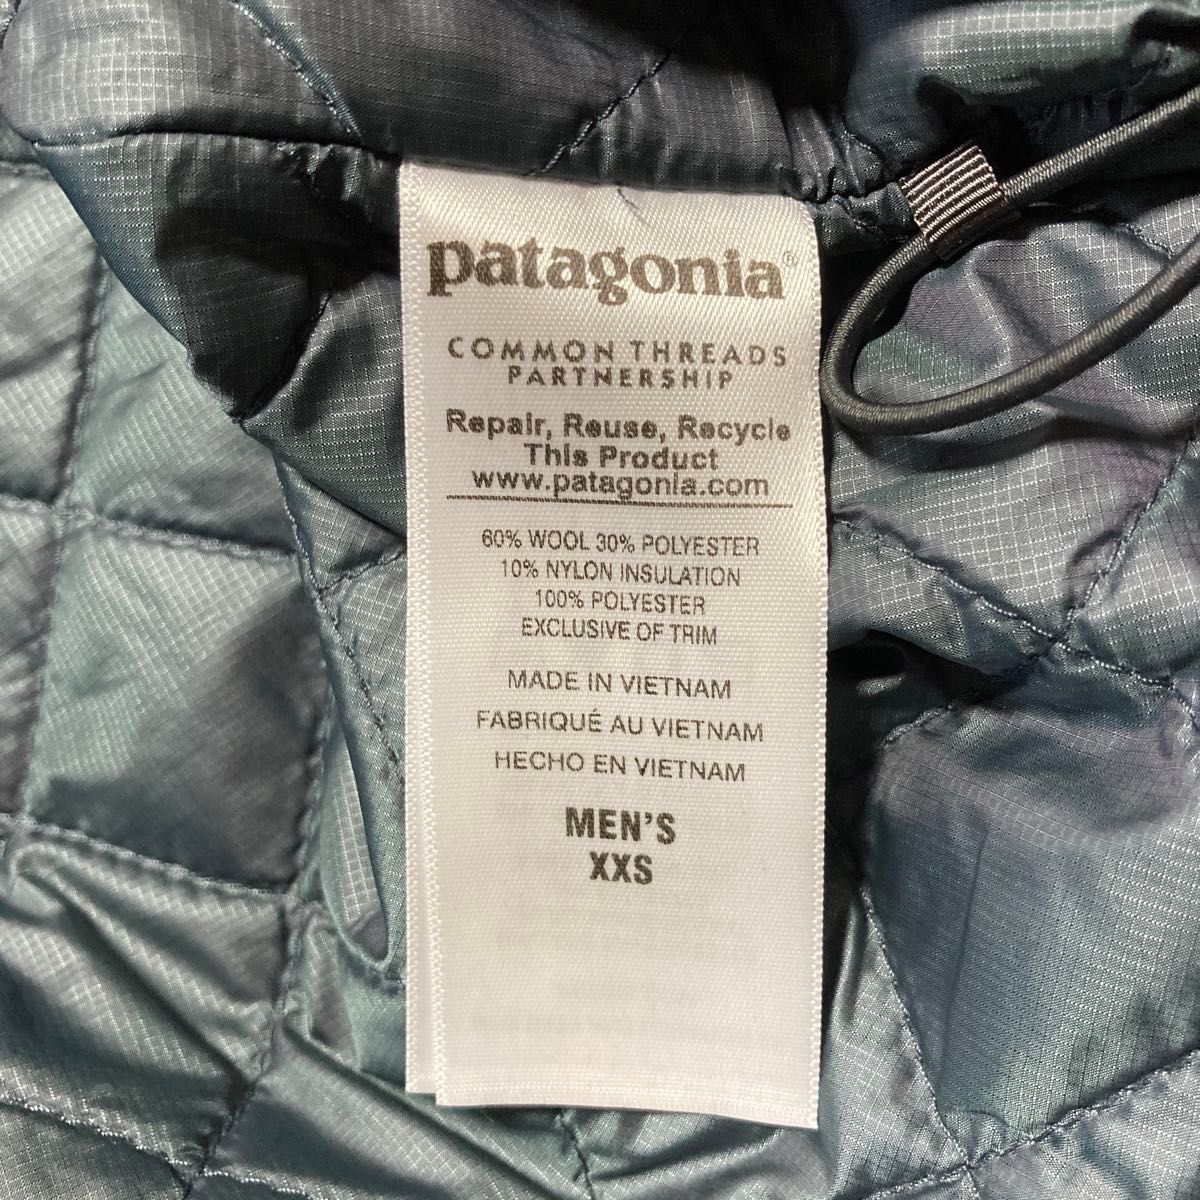 patagonia®
COMMON THREADS
PARTNERSHIP
Repair, Reuse, Recycle
This Product
www.patagonia.com
60% WOOL 30% POLYESTER
10% NYLON INSULATION
100% POLYESTER
EXCLUSIVE OF TRIM
MADE IN VIETNAM
FABRIQUÉ AU VIETNAM
HECHO EN VIETNAM
MEN'S
XXS